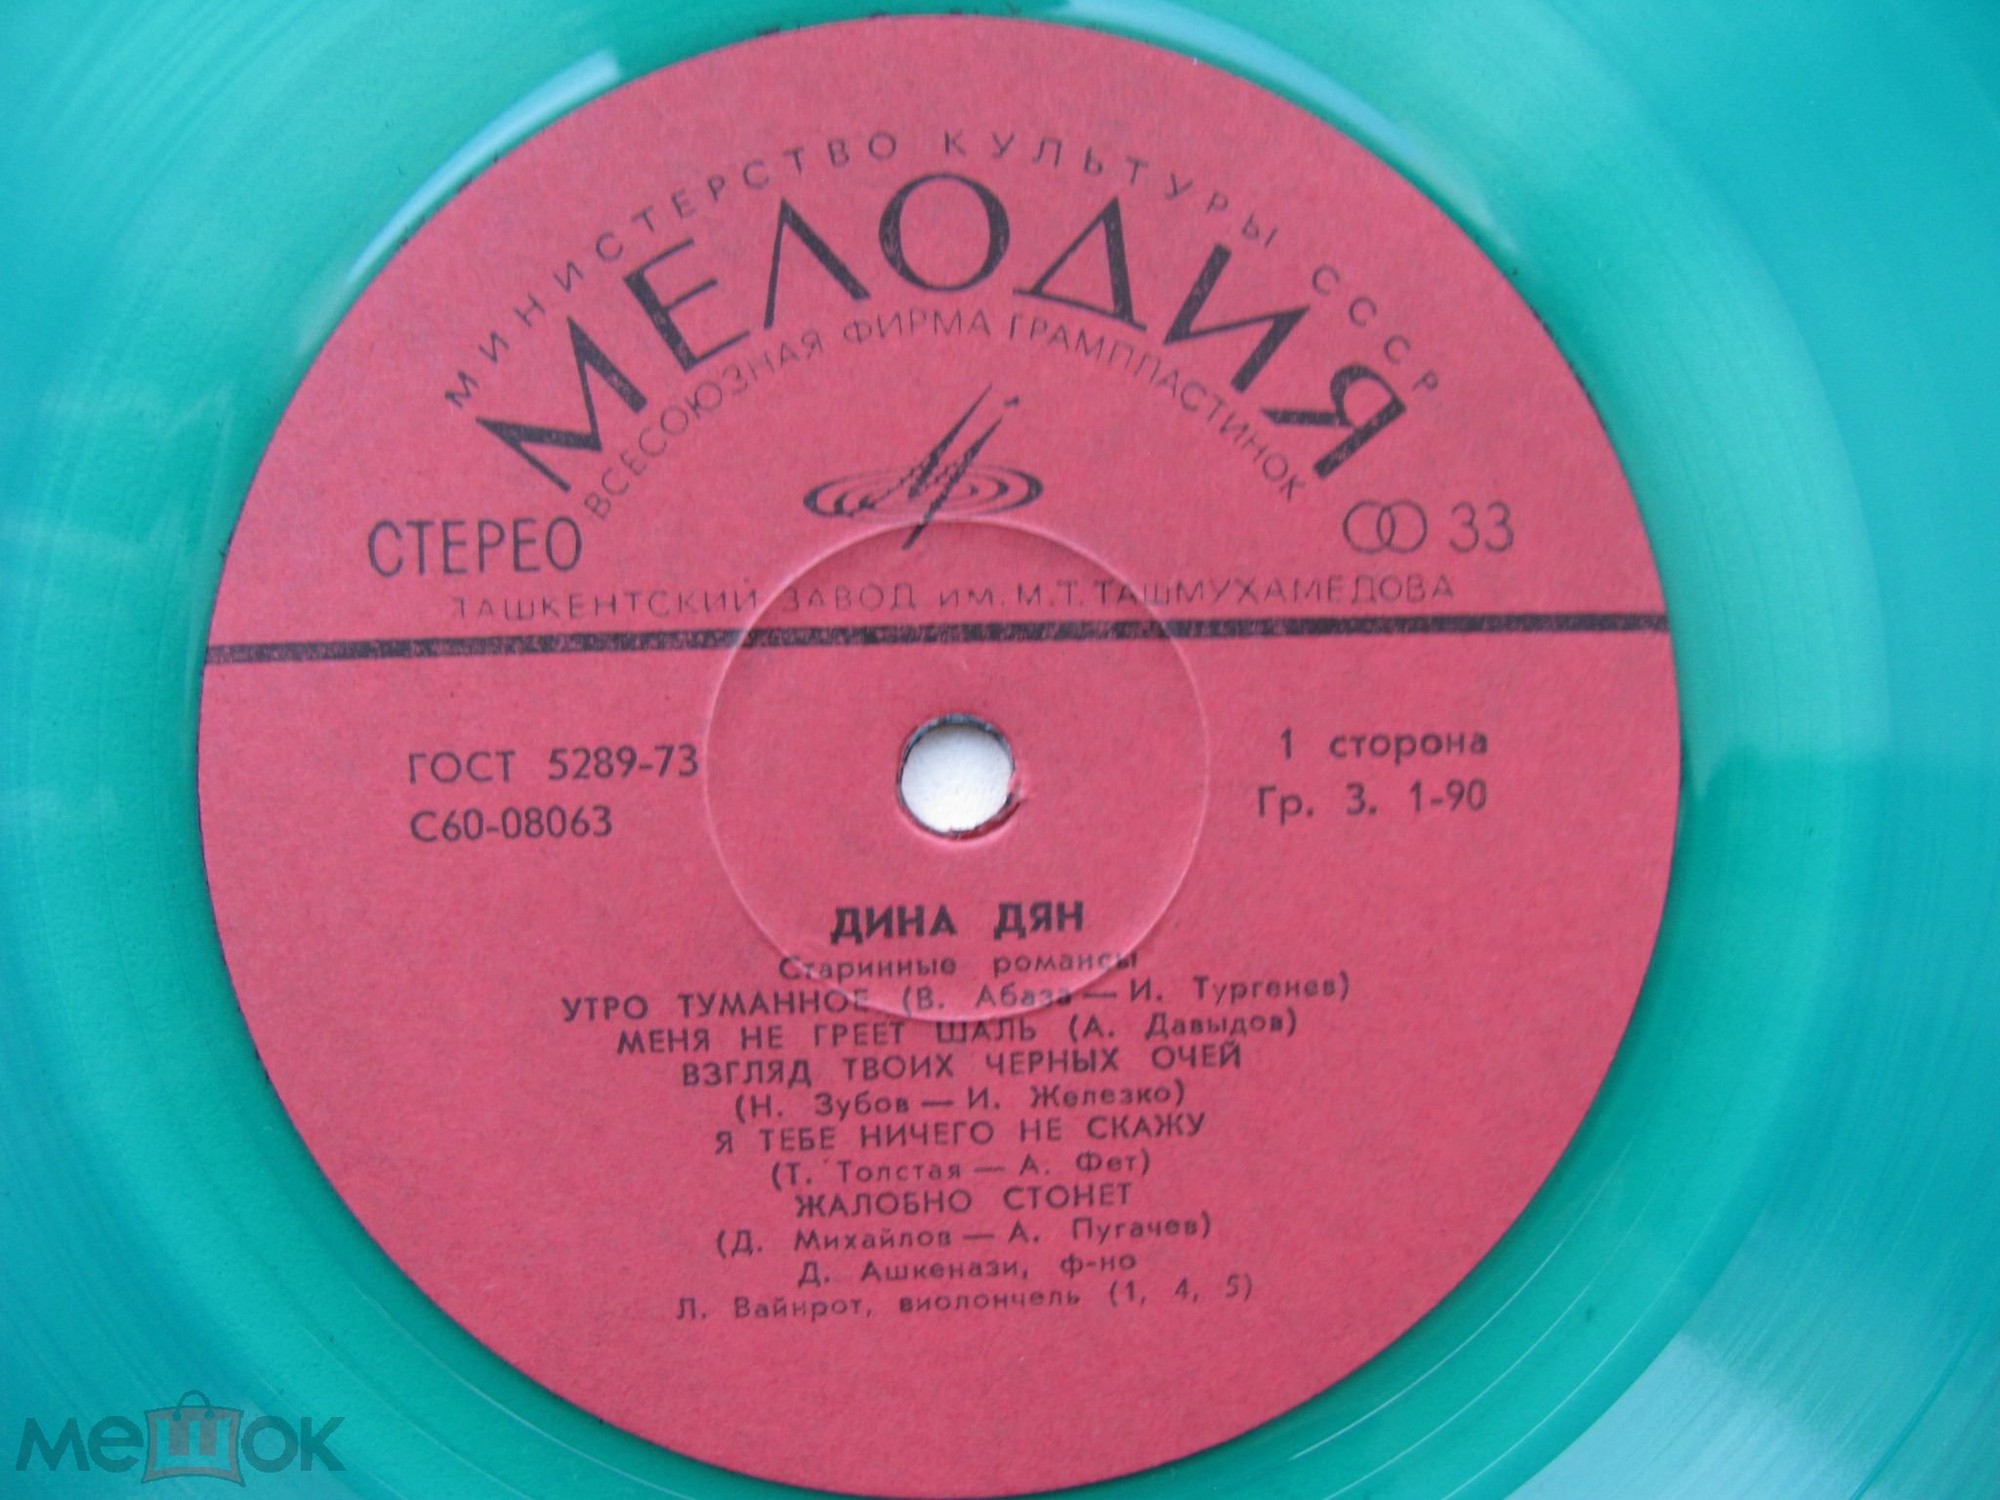 МИНИСТЕРСТВО КУЛЬТУРЫ СССР
МЕЛОДИЯ
ВСЕСОЮЗНАЯ ФИРМА ГРАМПЛАСТИНОК
СТЕРЕО
33
ТАШКЕНТСКИЙ ЗАВОД ИМ. М.Т.ТАШМУХАМЕДОВА
ГОСТ 5289-73
С60-08063
1 сторона
Гр. 3. 1-90
ДИНА ДЯН
Старинные романсы
УТРО ТУМАННОЕ (В. Абаза — И. Тургенев)
МЕНЯ НЕ ГРЕЕТ ШАЛЬ (А. Давыдов)
ВЗГЛЯД ТВОИХ ЧЕРНЫХ ОЧЕЙ
(Н. Зубов — И. Железко)
Я ТЕБЕ НИЧЕГО НЕ СКАЖУ
(Т. Толстая — А. Фет)
ЖАЛОБНО СТОНЕТ
(Д. Михайлов — А. Пугачев)
Д. Ашкенази, ф-но
Л. Вайнрот, виолончель (1, 4, 5)
мешок